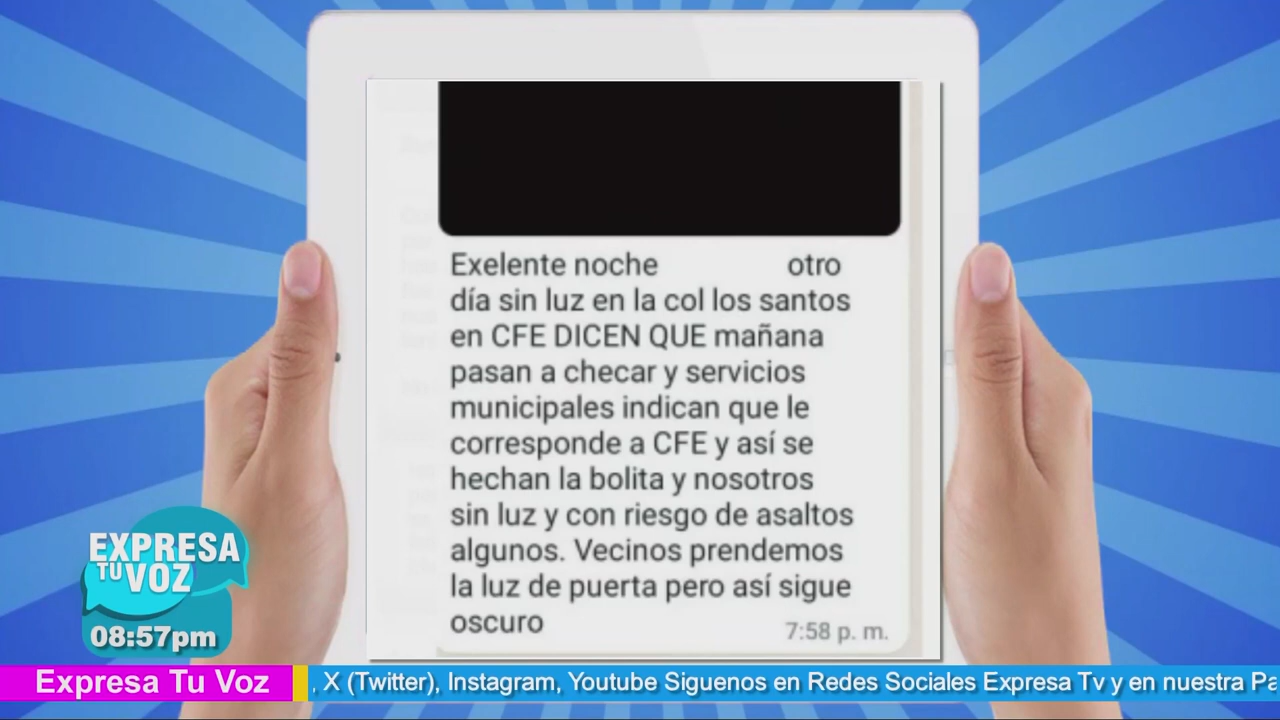 Exelente noche otro
día sin luz en la col los santos
en CFE DICEN QUE mañana
pasan a checar y servicios
municipales indican que le
corresponde a CFE y así se
hechan la bolita y nosotros
sin luz y con riesgo de asaltos
algunos. Vecinos prendemos
la luz de puerta pero así sigue
oscuro
7:58 p. m.
EXPRESA
TU VOZ
08:57pm
Expresa Tu Voz
, X (Twitter), Instagram, Youtube Siguenos en Redes Sociales Expresa Tv y en nuestra Pa